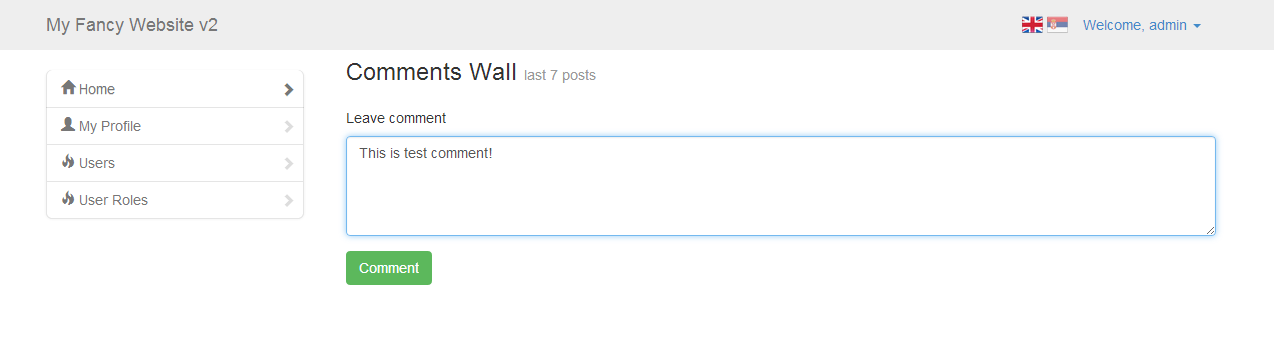 My Fancy Website v2
Welcome, admin
Home
My Profile
Users
User Roles
Comments Wall last 7 posts
Leave comment
This is test comment!
Comment